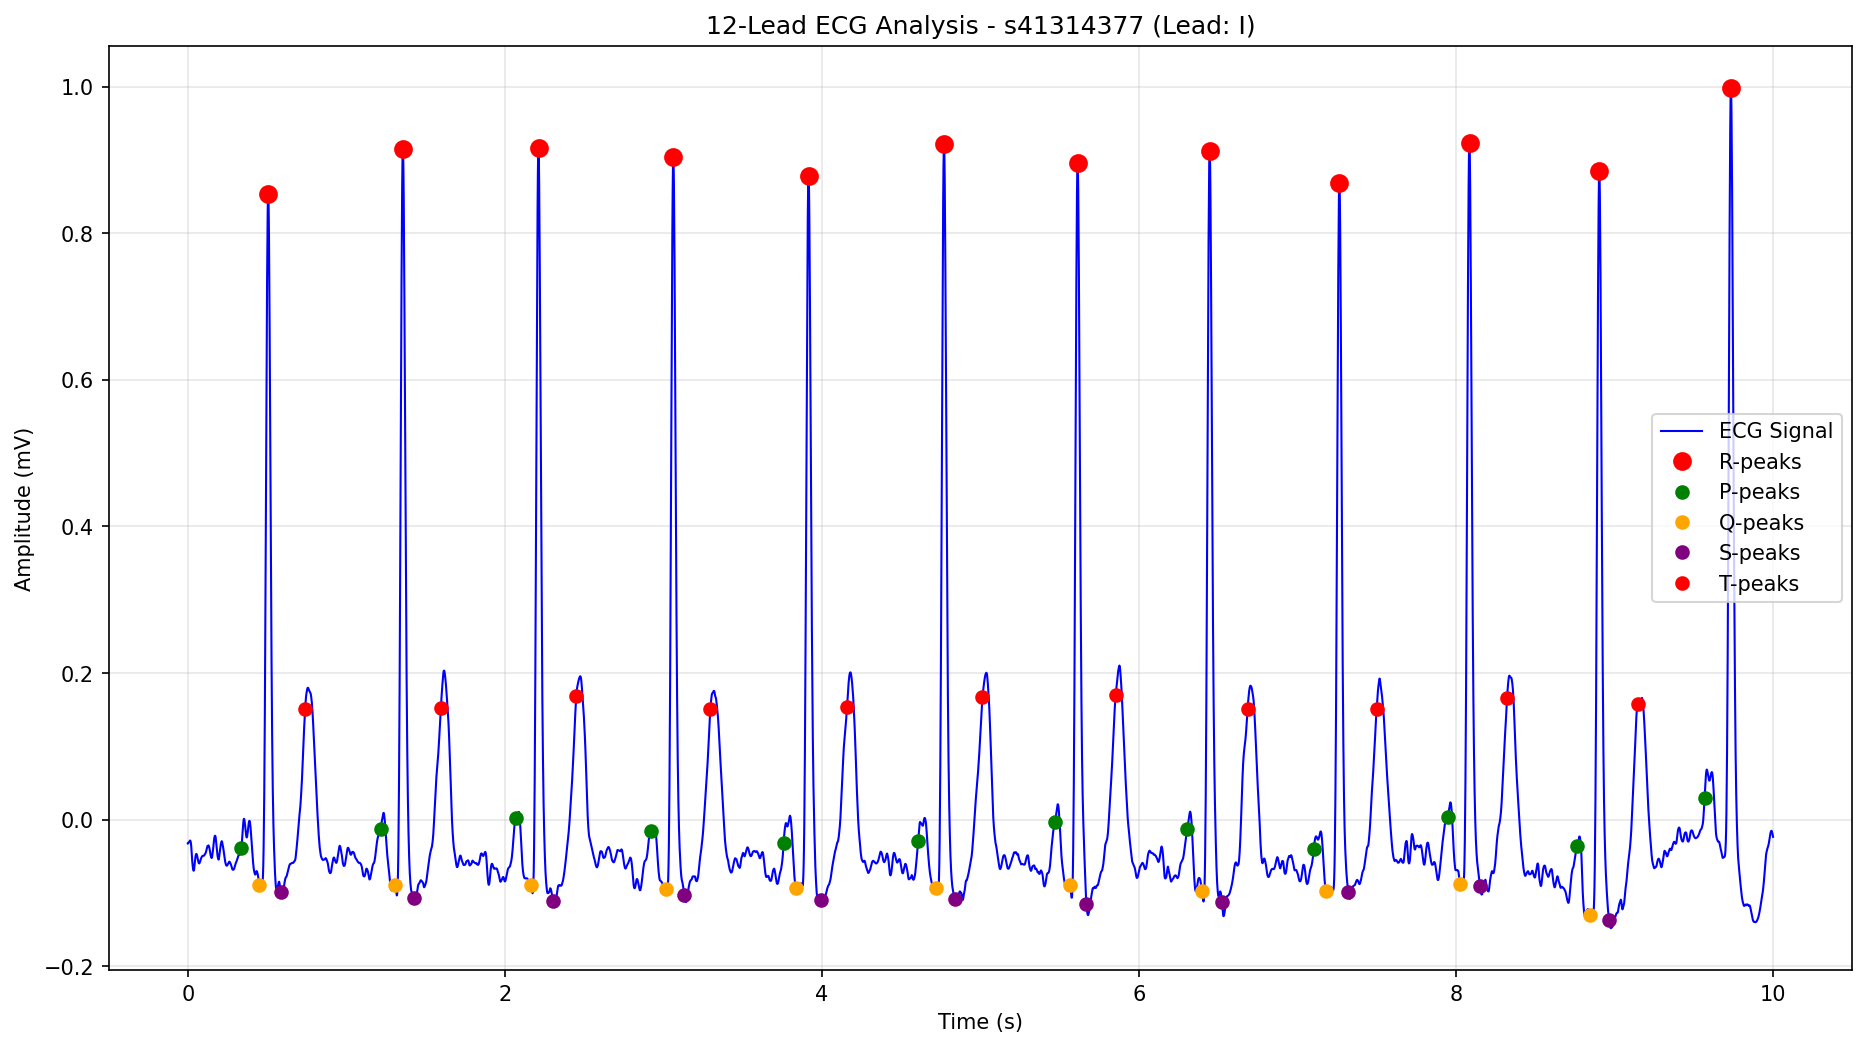 12-Lead ECG Analysis - s41314377 (Lead: I)
1.0
0.8
0.6
0.4
0.2
0.0
−0.2
Amplitude (mV)
ECG Signal
R-peaks
P-peaks
Q-peaks
S-peaks
T-peaks
0 2 4 6 8 10
Time (s)